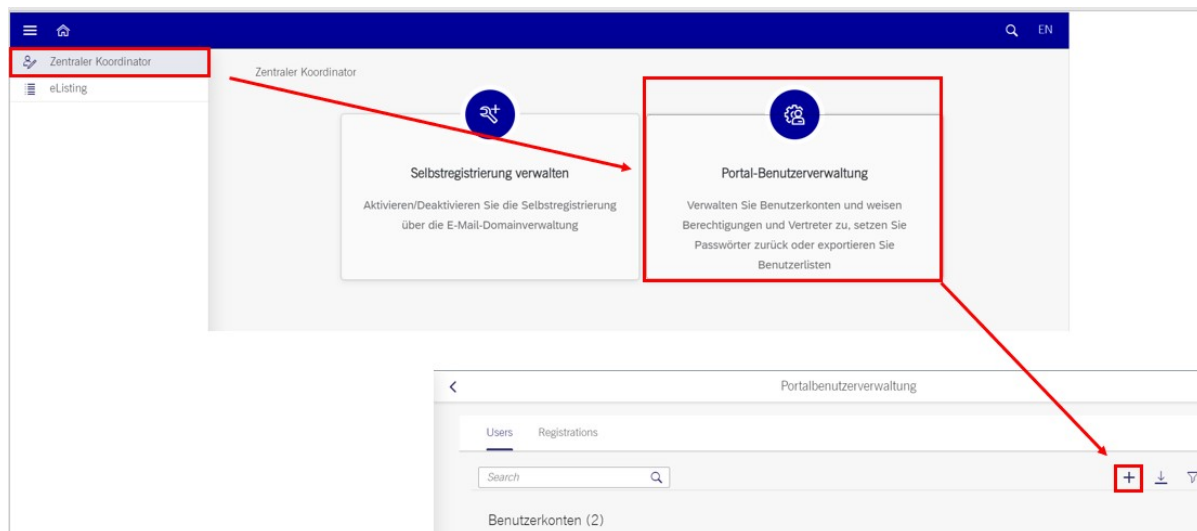 EN
Zentraler Koordinator
eListing
Zentraler Koordinator
Selbstregistrierung verwalten
Aktivieren/Deaktivieren Sie die Selbstregistrierung
über die E-Mail-Domainverwaltung
Portal-Benutzerverwaltung
Verwalten Sie Benutzerkonten und weisen
Berechtigungen und Vertreter zu, setzen Sie
Passwörter zurück oder exportieren Sie
Benutzerlisten
Portalbenutzerverwaltung
Users Registrations
Search
Benutzerkonten (2)